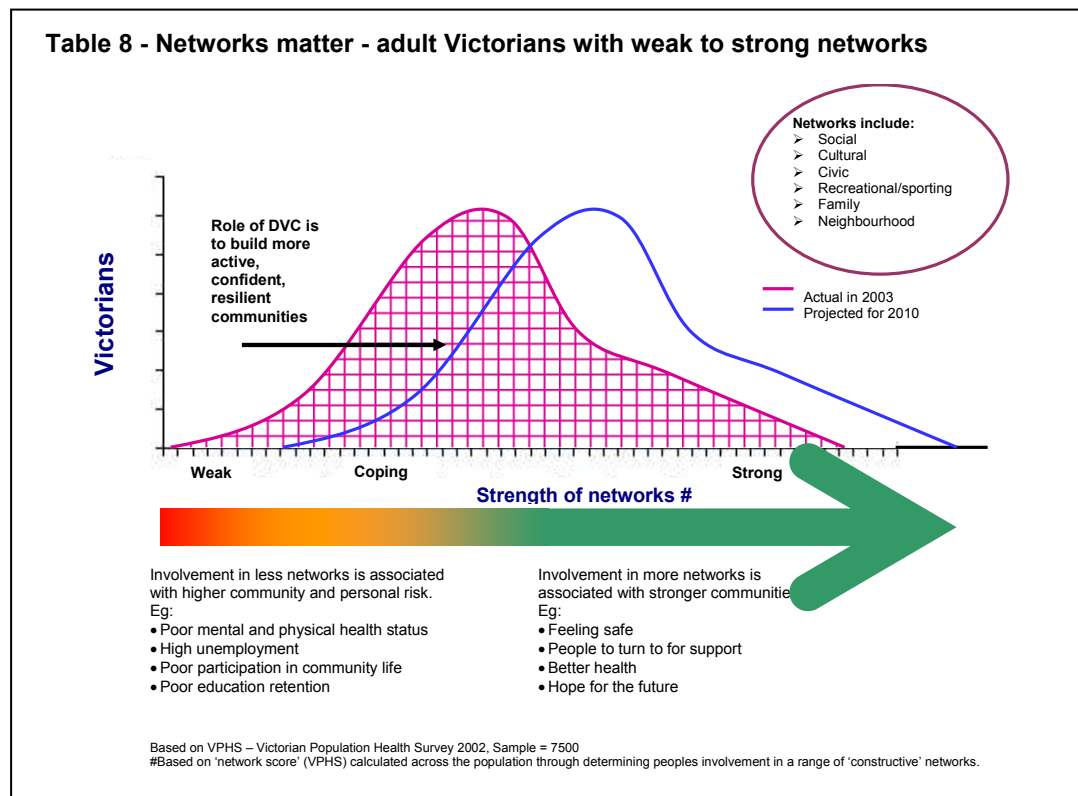 Table 8 - Networks matter - adult Victorians with weak to strong networks
Networks include:
➢ Social
➢ Cultural
➢ Civic
➢ Recreational/sporting
➢ Family
➢ Neighbourhood
Role of DVC is
to build more
active,
confident,
resilient
communities
Actual in 2003
Projected for 2010
Victorians
Weak
Coping
Strong
Strength of networks #
Involvement in less networks is associated
with higher community and personal risk.
Eg:
• Poor mental and physical health status
• High unemployment
• Poor participation in community life
• Poor education retention
Involvement in more networks is
associated with stronger communitie
Eg:
• Feeling safe
• People to turn to for support
• Better health
• Hope for the future
Based on VPHS – Victorian Population Health Survey 2002, Sample = 7500
#Based on ‘network score’ (VPHS) calculated across the population through determining peoples involvement in a range of ‘constructive’ networks.